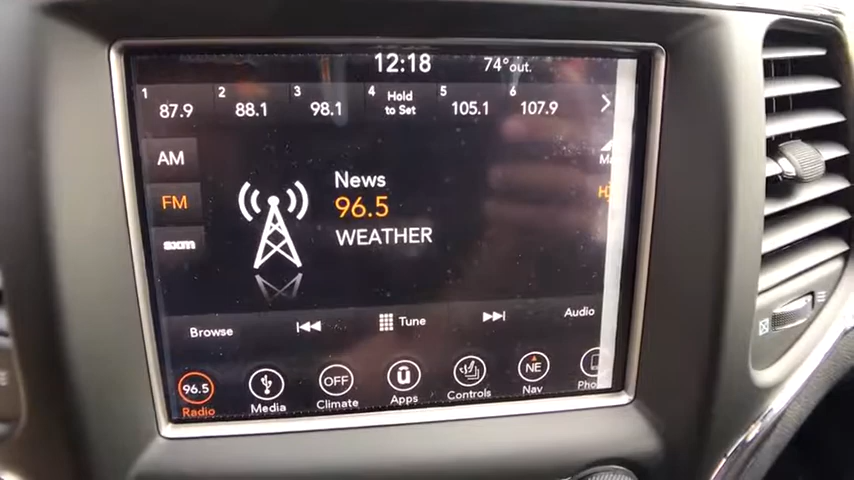 12:18 74°out.
1 87.9 2 88.1 3 98.1 4 Hold to Set 5 105.1 6 107.9
AM
FM
sxm
News
96.5
WEATHER
Browse Tune Audio
96.5 OFF NE
Radio Media Climate Apps Controls Nav